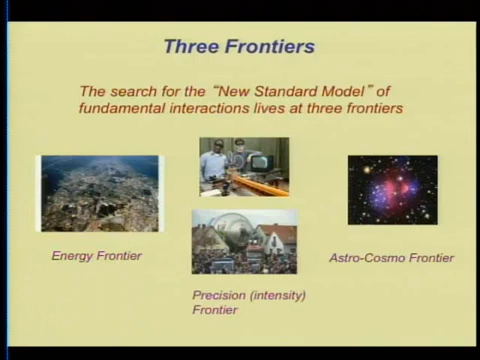 Three Frontiers
The search for the “New Standard Model” of
fundamental interactions lives at three frontiers
Energy Frontier
Astro-Cosmo Frontier
Precision (intensity)
Frontier